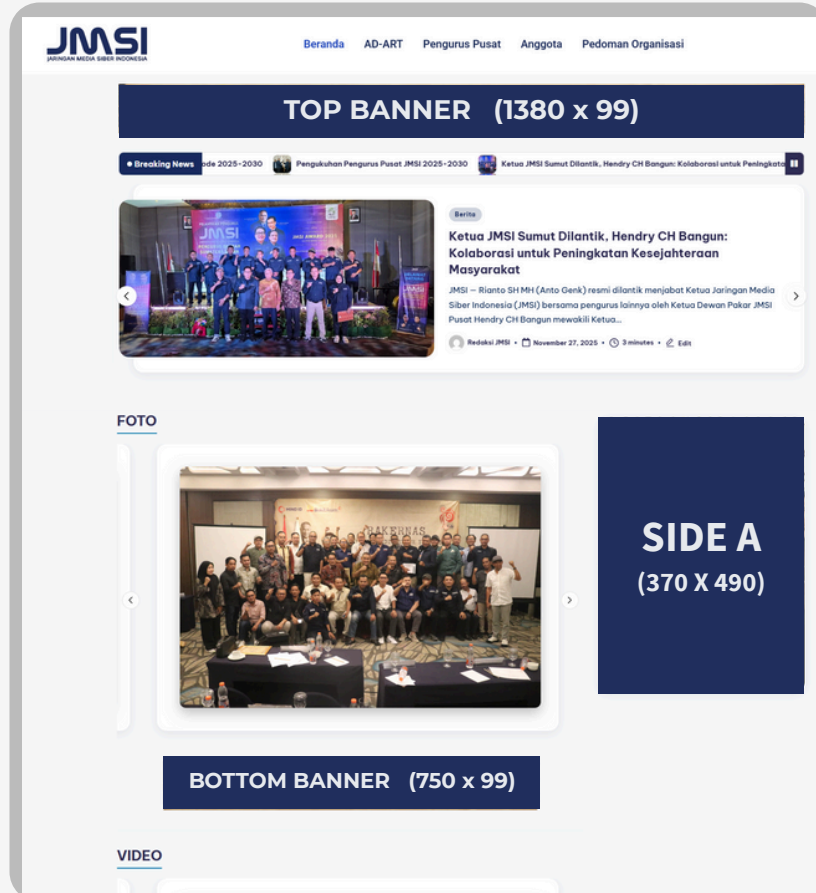 JMSI
JARINGAN MEDIA SIBER INDONESIA
Beranda AD-ART Pengurus Pusat Anggota Pedoman Organisasi
TOP BANNER (1380 x 99)
Breaking News ode 2025-2030 Pengukuhan Pengurus Pusat JMSI 2025-2030 Ketua JMSI Sumut Dilantik, Hendry CH Bangun: Kolaborasi untuk Peningkata
JMSI
Berita
Ketua JMSI Sumut Dilantik, Hendry CH Bangun:
Kolaborasi untuk Peningkatan Kesejahteraan
Masyarakat
JMSI — Rianto SH MH (Anto Genk) resmi dilantik menjabat Ketua Jaringan Media
Siber Indonesia (JMSI) bersama pengurus lainnya oleh Ketua Dewan Pakar JMSI
Pusat Hendry CH Bangun mewakili Ketua...
Redaksi JMSI • November 27, 2025 • 3 minutes • Edit
FOTO
RAKERNAS
SIDE A
(370 X 490)
BOTTOM BANNER (750 x 99)
VIDEO